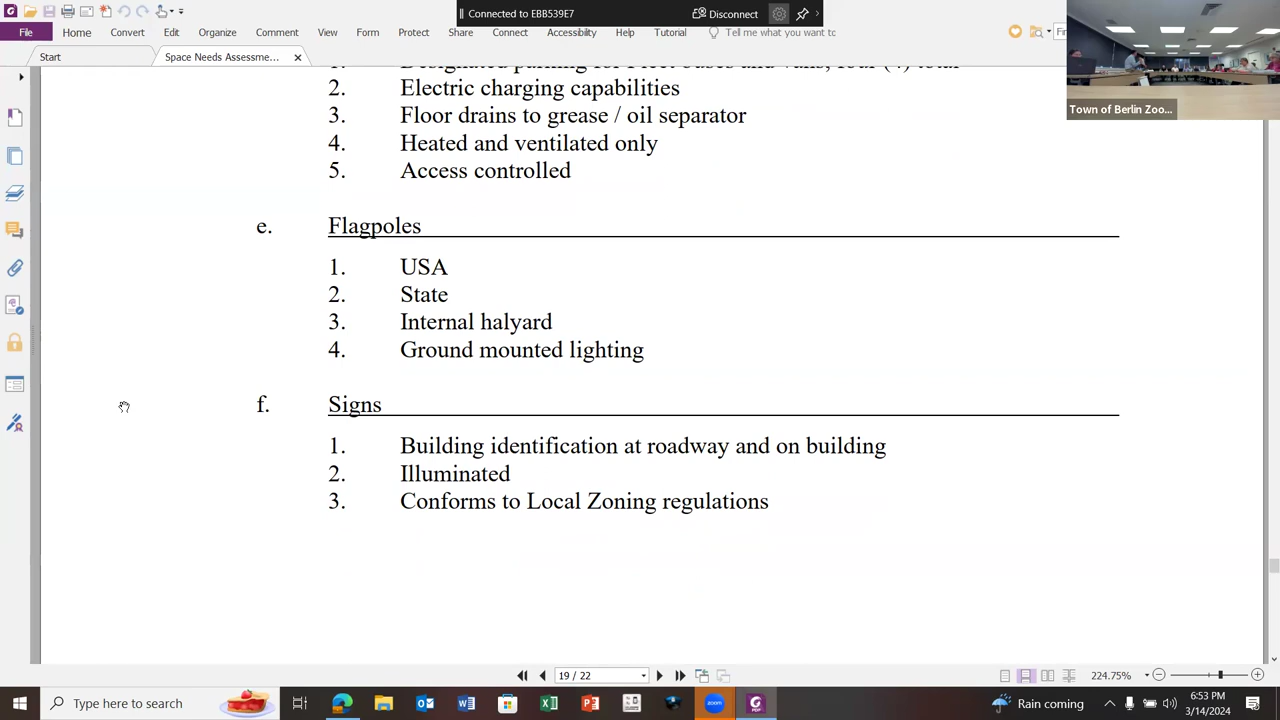 Connected to EBB539E7
Disconnect
File Home Convert Edit Organize Comment View Form Protect Share Connect Accessibility Help Tutorial Tell me what you want to
Start
Space Needs Assessme...
2. Electric charging capabilities
3. Floor drains to grease / oil separator
4. Heated and ventilated only
5. Access controlled
e. Flagpoles
1. USA
2. State
3. Internal halyard
4. Ground mounted lighting
f. Signs
1. Building identification at roadway and on building
2. Illuminated
3. Conforms to Local Zoning regulations
Town of Berlin Zoo...
19 / 22
224.75%
Type here to search
zoom
Rain coming
6:53 PM
3/14/2024